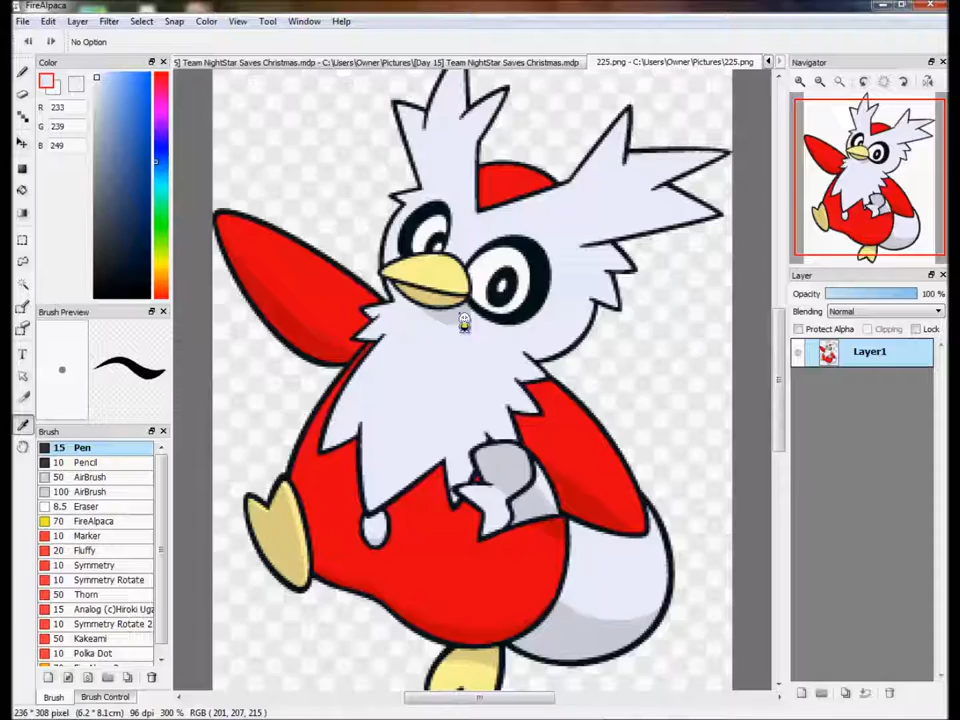 FireAlpaca
File Edit Layer Filter Select Snap Color View Tool Window Help
No Option
Color
] Team NightStar Saves Christmas.mdp - C:\Users\Owner\Pictures\[Day 15] Team NightStar Saves Christmas.mdp
225.png - C:\Users\Owner\Pictures\225.png
Navigator
R 233
G 239
B 249
Layer
Opacity 100 %
Blending Normal
Protect Alpha Clipping Lock
Layer1
Brush Preview
Brush
15 Pen
10 Pencil
50 AirBrush
100 AirBrush
8.5 Eraser
70 FireAlpaca
10 Marker
20 Fluffy
10 Symmetry
10 Symmetry Rotate
50 Thorn
15 Analog (c)Hiroki Uga
10 Symmetry Rotate 2
50 Kakeami
10 Polka Dot
Brush Brush Control
236 * 308 pixel (6.2 * 8.1cm) 96 dpi 300 % RGB ( 201, 207, 215 )